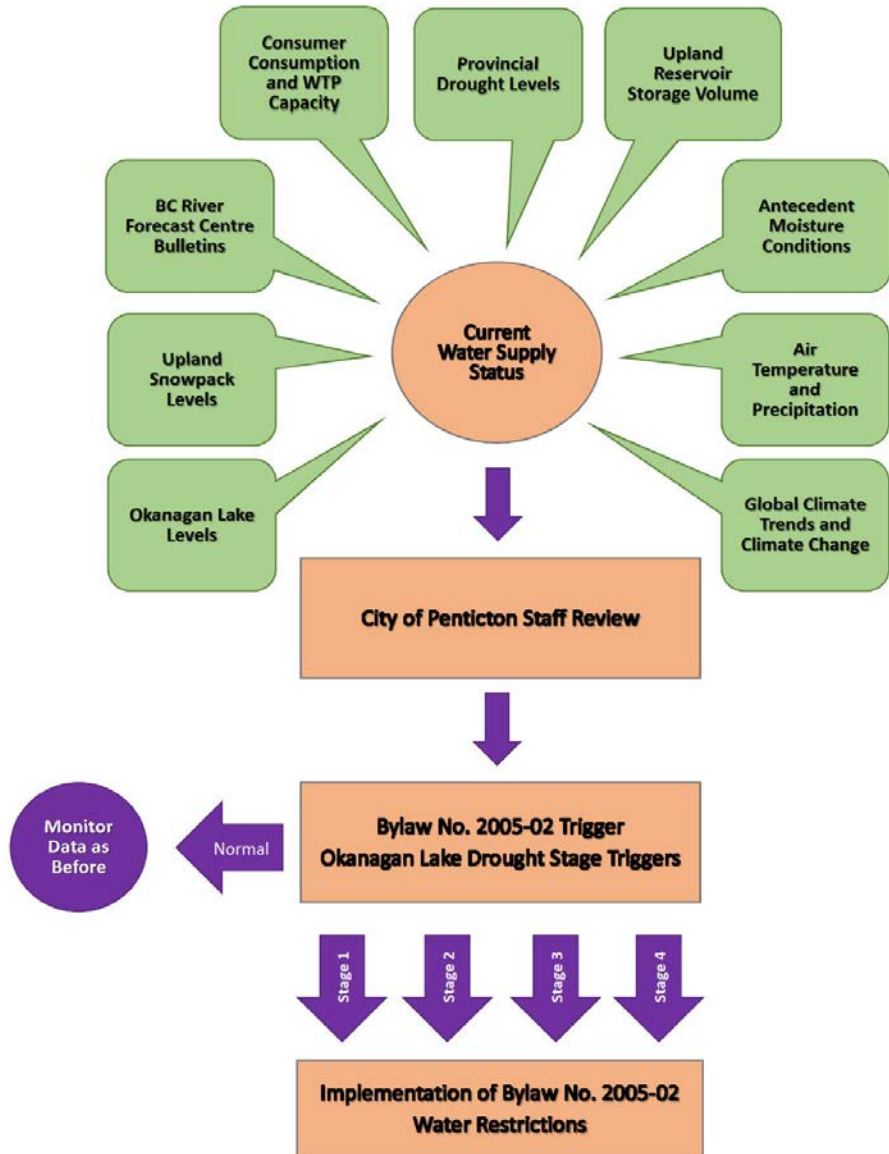 Consumer
Consumption
and WTP
Capacity
Provincial
Drought Levels
Upland
Reservoir
Storage Volume
BC River
Forecast Centre
Bulletins
Antecedent
Moisture
Conditions
Current
Water Supply
Status
Upland
Snowpack
Levels
Air
Temperature
and
Precipitation
Okanagan Lake
Levels
Global Climate
Trends and
Climate Change
City of Penticton Staff Review
Monitor
Data as
Before
Normal
Bylaw No. 2005-02 Trigger
Okanagan Lake Drought Stage Triggers
Stage 1
Stage 2
Stage 3
Stage 4
Implementation of Bylaw No. 2005-02
Water Restrictions